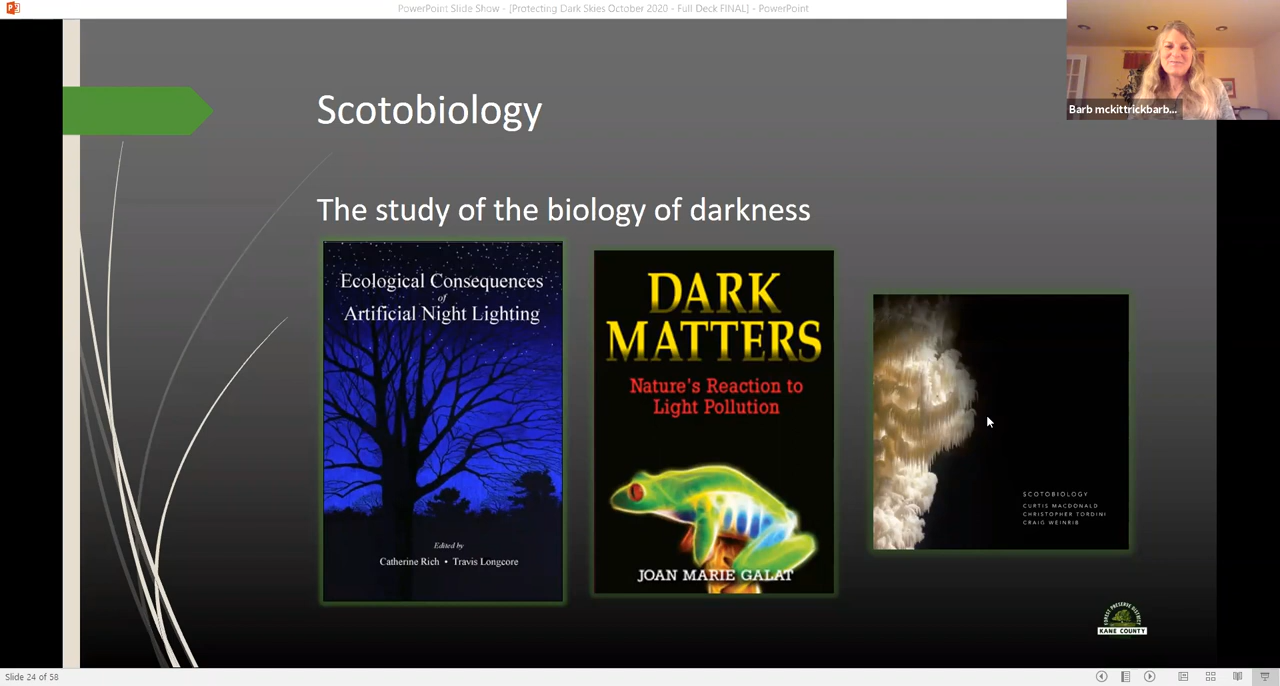 PowerPoint Slide Show - [Protecting Dark Skies October 2020 - Full Deck FINAL] - PowerPoint
Barb mckittrickbarb...
Scotobiology
The study of the biology of darkness
Ecological Consequences
of
Artificial Night Lighting
Edited by
Catherine Rich • Travis Longcore
DARK
MATTERS
Nature's Reaction to
Light Pollution
JOAN MARIE GALAT
SCOTOBIOLOGY
CURTIS MACDONALD
CHRISTOPHER TORDINI
CRAIG WEINRIB
FOREST PRESERVE DISTRICT
KANE COUNTY
Slide 24 of 58